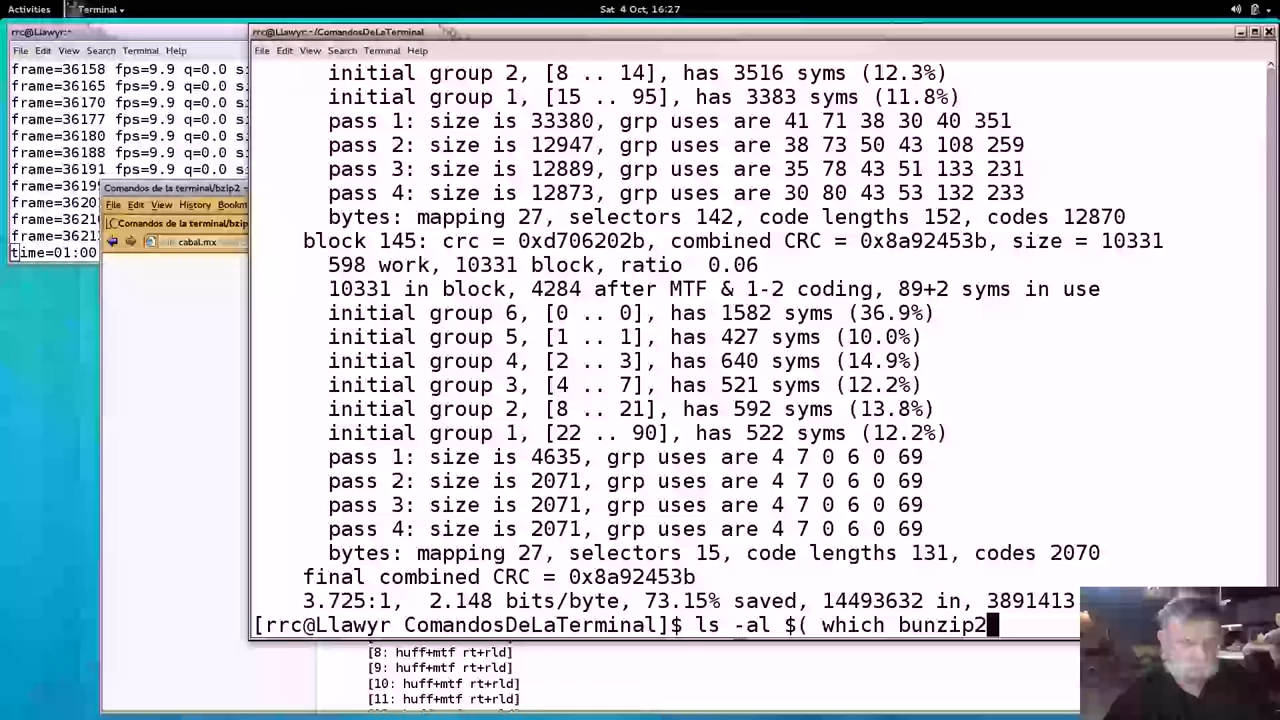 Activities Terminal Sat 4 Oct, 16:27
rrc@Llawyr:~
File Edit View Search Terminal Help
frame=36158 fps=9.9 q=0.0 si
frame=36165 fps=9.9 q=0.0 si
frame=36170 fps=9.9 q=0.0 si
frame=36177 fps=9.9 q=0.0 si
frame=36180 fps=9.9 q=0.0 si
frame=36188 fps=9.9 q=0.0 si
frame=36191 fps=9.9 q=0.0 si
frame=3619
frame=3620
frame=36210
frame=3621
time=01:00
Comandos de la terminal/bzip2 -
File Edit View History Bookm
Comandos de la terminal/bzip
cabal.mx
rrc@Llawyr:~/ComandosDeLaTerminal
File Edit View Search Terminal Help
initial group 2, [8 .. 14], has 3516 syms (12.3%)
initial group 1, [15 .. 95], has 3383 syms (11.8%)
pass 1: size is 33380, grp uses are 41 71 38 30 40 351
pass 2: size is 12947, grp uses are 38 73 50 43 108 259
pass 3: size is 12889, grp uses are 35 78 43 51 133 231
pass 4: size is 12873, grp uses are 30 80 43 53 132 233
bytes: mapping 27, selectors 142, code lengths 152, codes 12870
block 145: crc = 0xd706202b, combined CRC = 0x8a92453b, size = 10331
598 work, 10331 block, ratio  0.06
10331 in block, 4284 after MTF & 1-2 coding, 89+2 syms in use
initial group 6, [0 .. 0], has 1582 syms (36.9%)
initial group 5, [1 .. 1], has 427 syms (10.0%)
initial group 4, [2 .. 3], has 640 syms (14.9%)
initial group 3, [4 .. 7], has 521 syms (12.2%)
initial group 2, [8 .. 21], has 592 syms (13.8%)
initial group 1, [22 .. 90], has 522 syms (12.2%)
pass 1: size is 4635, grp uses are 4 7 0 6 0 69
pass 2: size is 2071, grp uses are 4 7 0 6 0 69
pass 3: size is 2071, grp uses are 4 7 0 6 0 69
pass 4: size is 2071, grp uses are 4 7 0 6 0 69
bytes: mapping 27, selectors 15, code lengths 131, codes 2070
final combined CRC = 0x8a92453b
3.725:1,  2.148 bits/byte, 73.15% saved, 14493632 in, 3891413
[rrc@Llawyr ComandosDeLaTerminal]$ ls -al $( which bunzip2
[8: huff+mtf rt+rld]
[9: huff+mtf rt+rld]
[10: huff+mtf rt+rld]
[11: huff+mtf rt+rld]